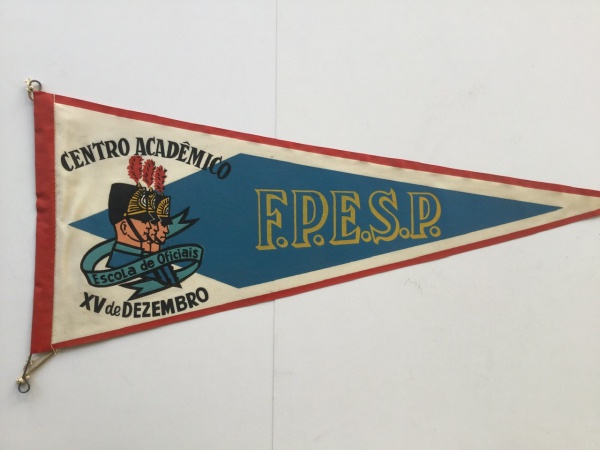 CENTRO ACADÊMICO
F.P.E.S.P.
Escola de Oficiais
XV de DEZEMBRO